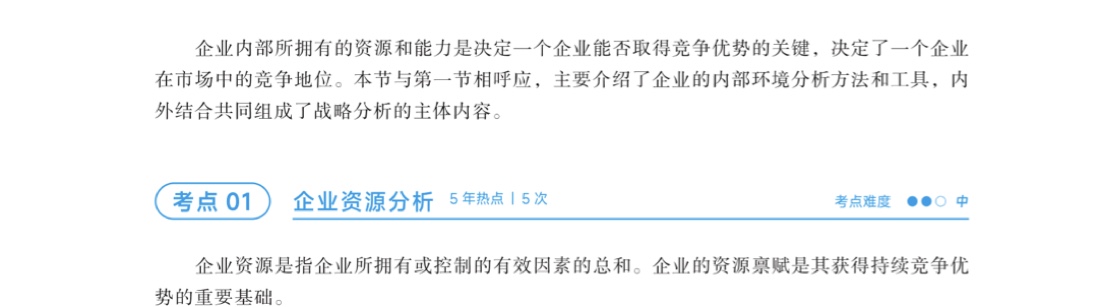 企业内部所拥有的资源和能力是决定一个企业能否取得竞争优势的关键，决定了一个企业
在市场中的竞争地位。本节与第一节相呼应，主要介绍了企业的内部环境分析方法和工具，内
外结合共同组成了战略分析的主体内容。
考点 01 企业资源分析 5 年热点 | 5 次 考点难度 ●●○ 中
企业资源是指企业所拥有或控制的有效因素的总和。企业的资源禀赋是其获得持续竞争优
势的重要基础。